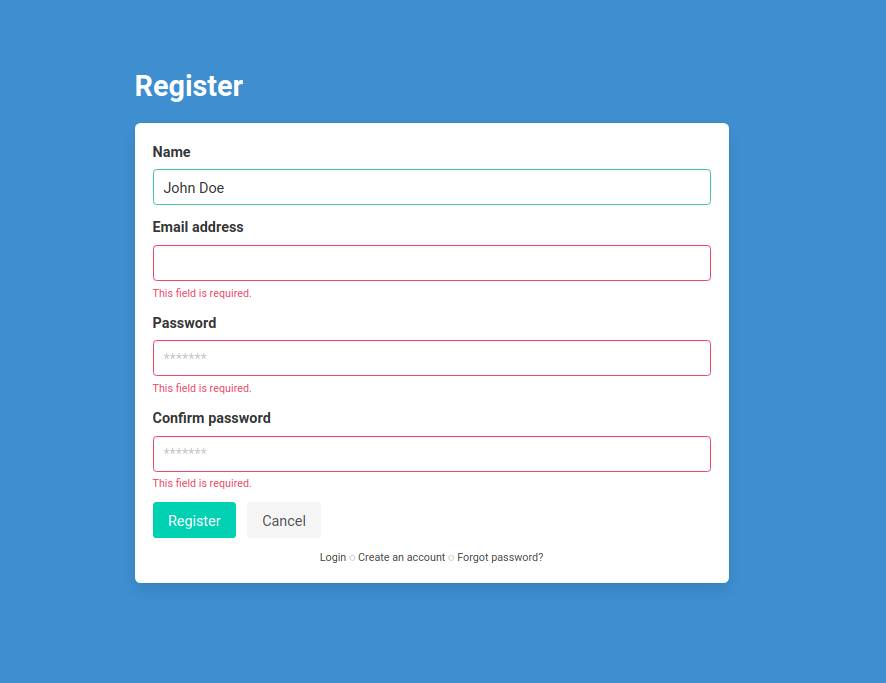 Register
Name
John Doe
Email address
This field is required.
Password
*******
This field is required.
Confirm password
*******
This field is required.
Register Cancel
Login ○ Create an account ○ Forgot password?